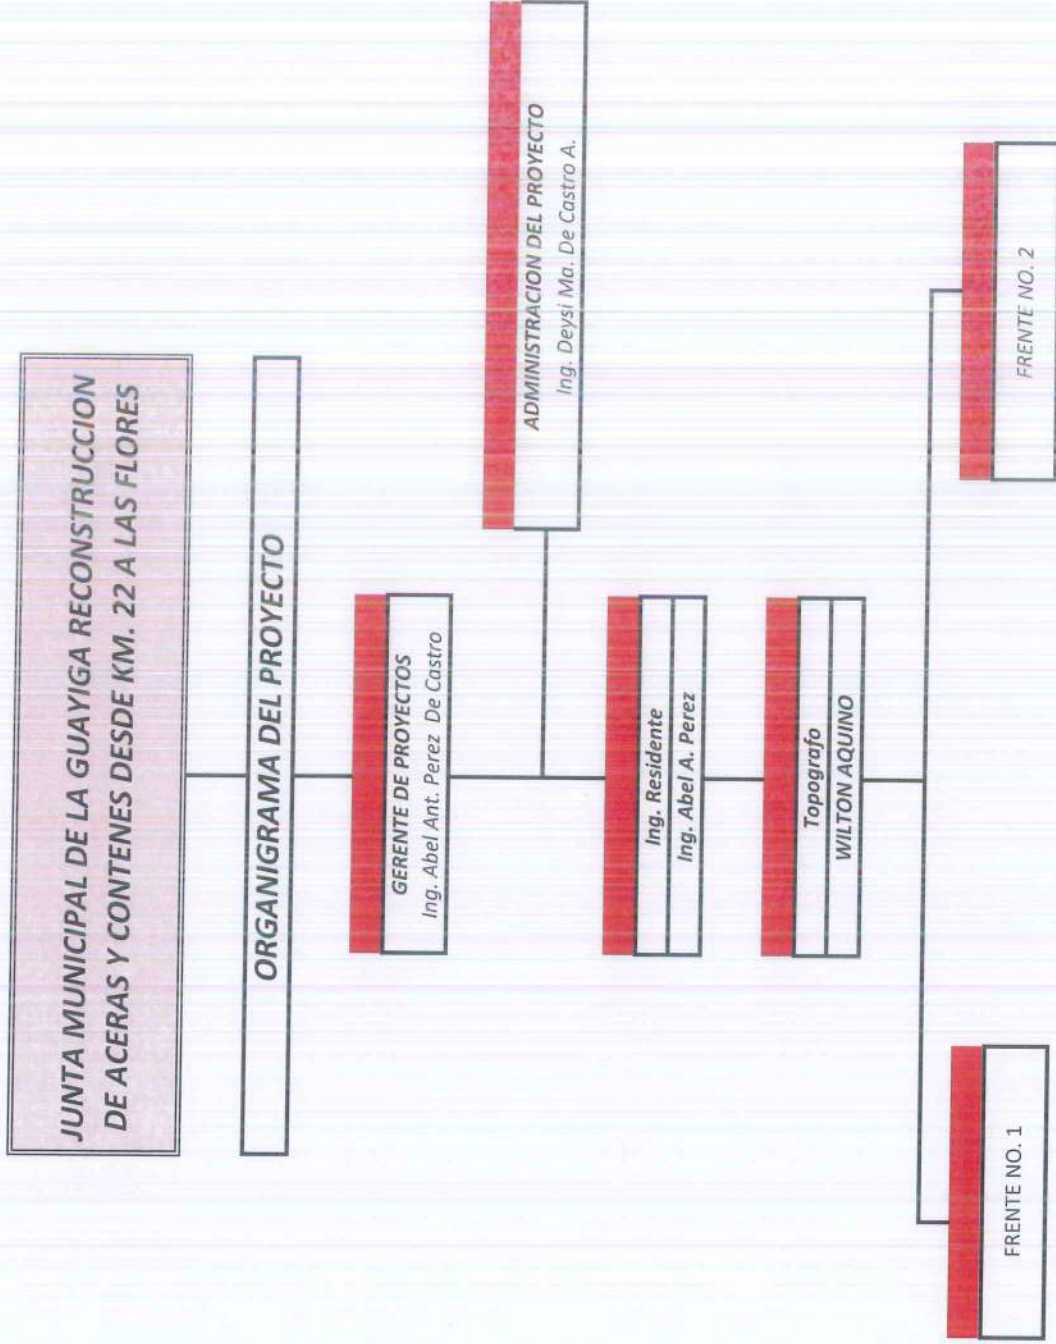 JUNTA MUNICIPAL DE LA GUAYIGA RECONSTRUCCION
DE ACERAS Y CONTENES DESDE KM. 22 A LAS FLORES
ORGANIGRAMA DEL PROYECTO
GERENTE DE PROYECTOS
Ing. Abel Ant. Perez De Castro
ADMINISTRACION DEL PROYECTO
Ing. Deysi Ma. De Castro A.
Ing. Residente
Ing. Abel A. Perez
Topografo
WILTON AQUINO
FRENTE NO. 1
FRENTE NO. 2